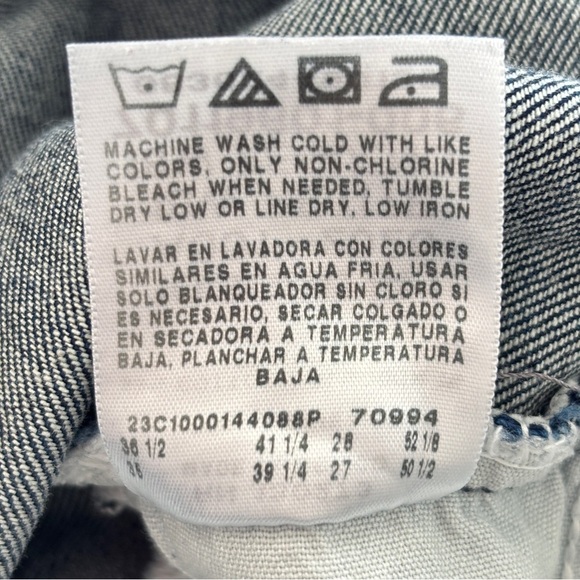 MACHINE WASH COLD WITH LIKE
COLORS, ONLY NON-CHLORINE
BLEACH WHEN NEEDED, TUMBLE
DRY LOW OR LINE DRY, LOW IRON
LAVAR EN LAVADORA CON COLORES
SIMILARES EN AGUA FRIA, USAR
SOLO BLANQUEADOR SIN CLORO SI
ES NECESARIO, SECAR COLGADO O
EN SECADORA A TEMPERATURA
BAJA, PLANCHAR A TEMPERATURA
BAJA
23C1000144088P 70994
36 1/2 41 1/4 28 52 1/8
35 39 1/4 27 50 1/2